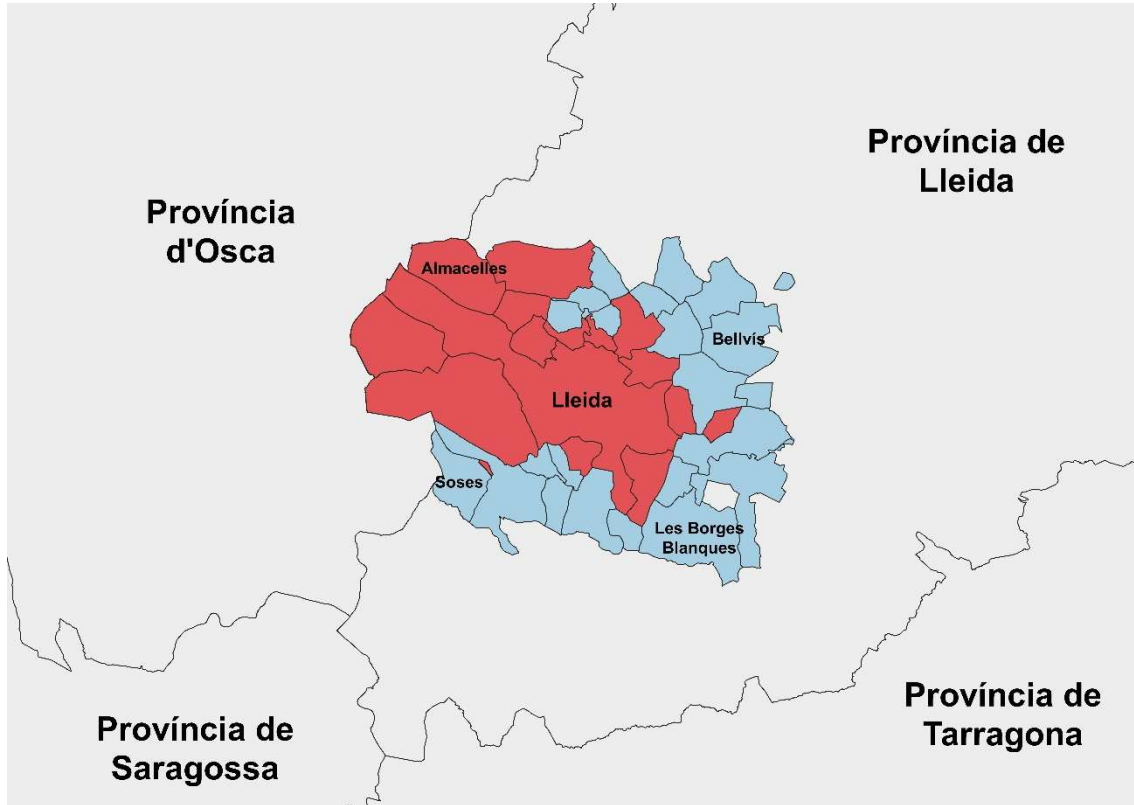 Província de
Lleida
Província
d'Osca
Almacelles
Bellvís
Lleida
Soses
Les Borges
Blanques
Província de
Tarragona
Província de
Saragossa